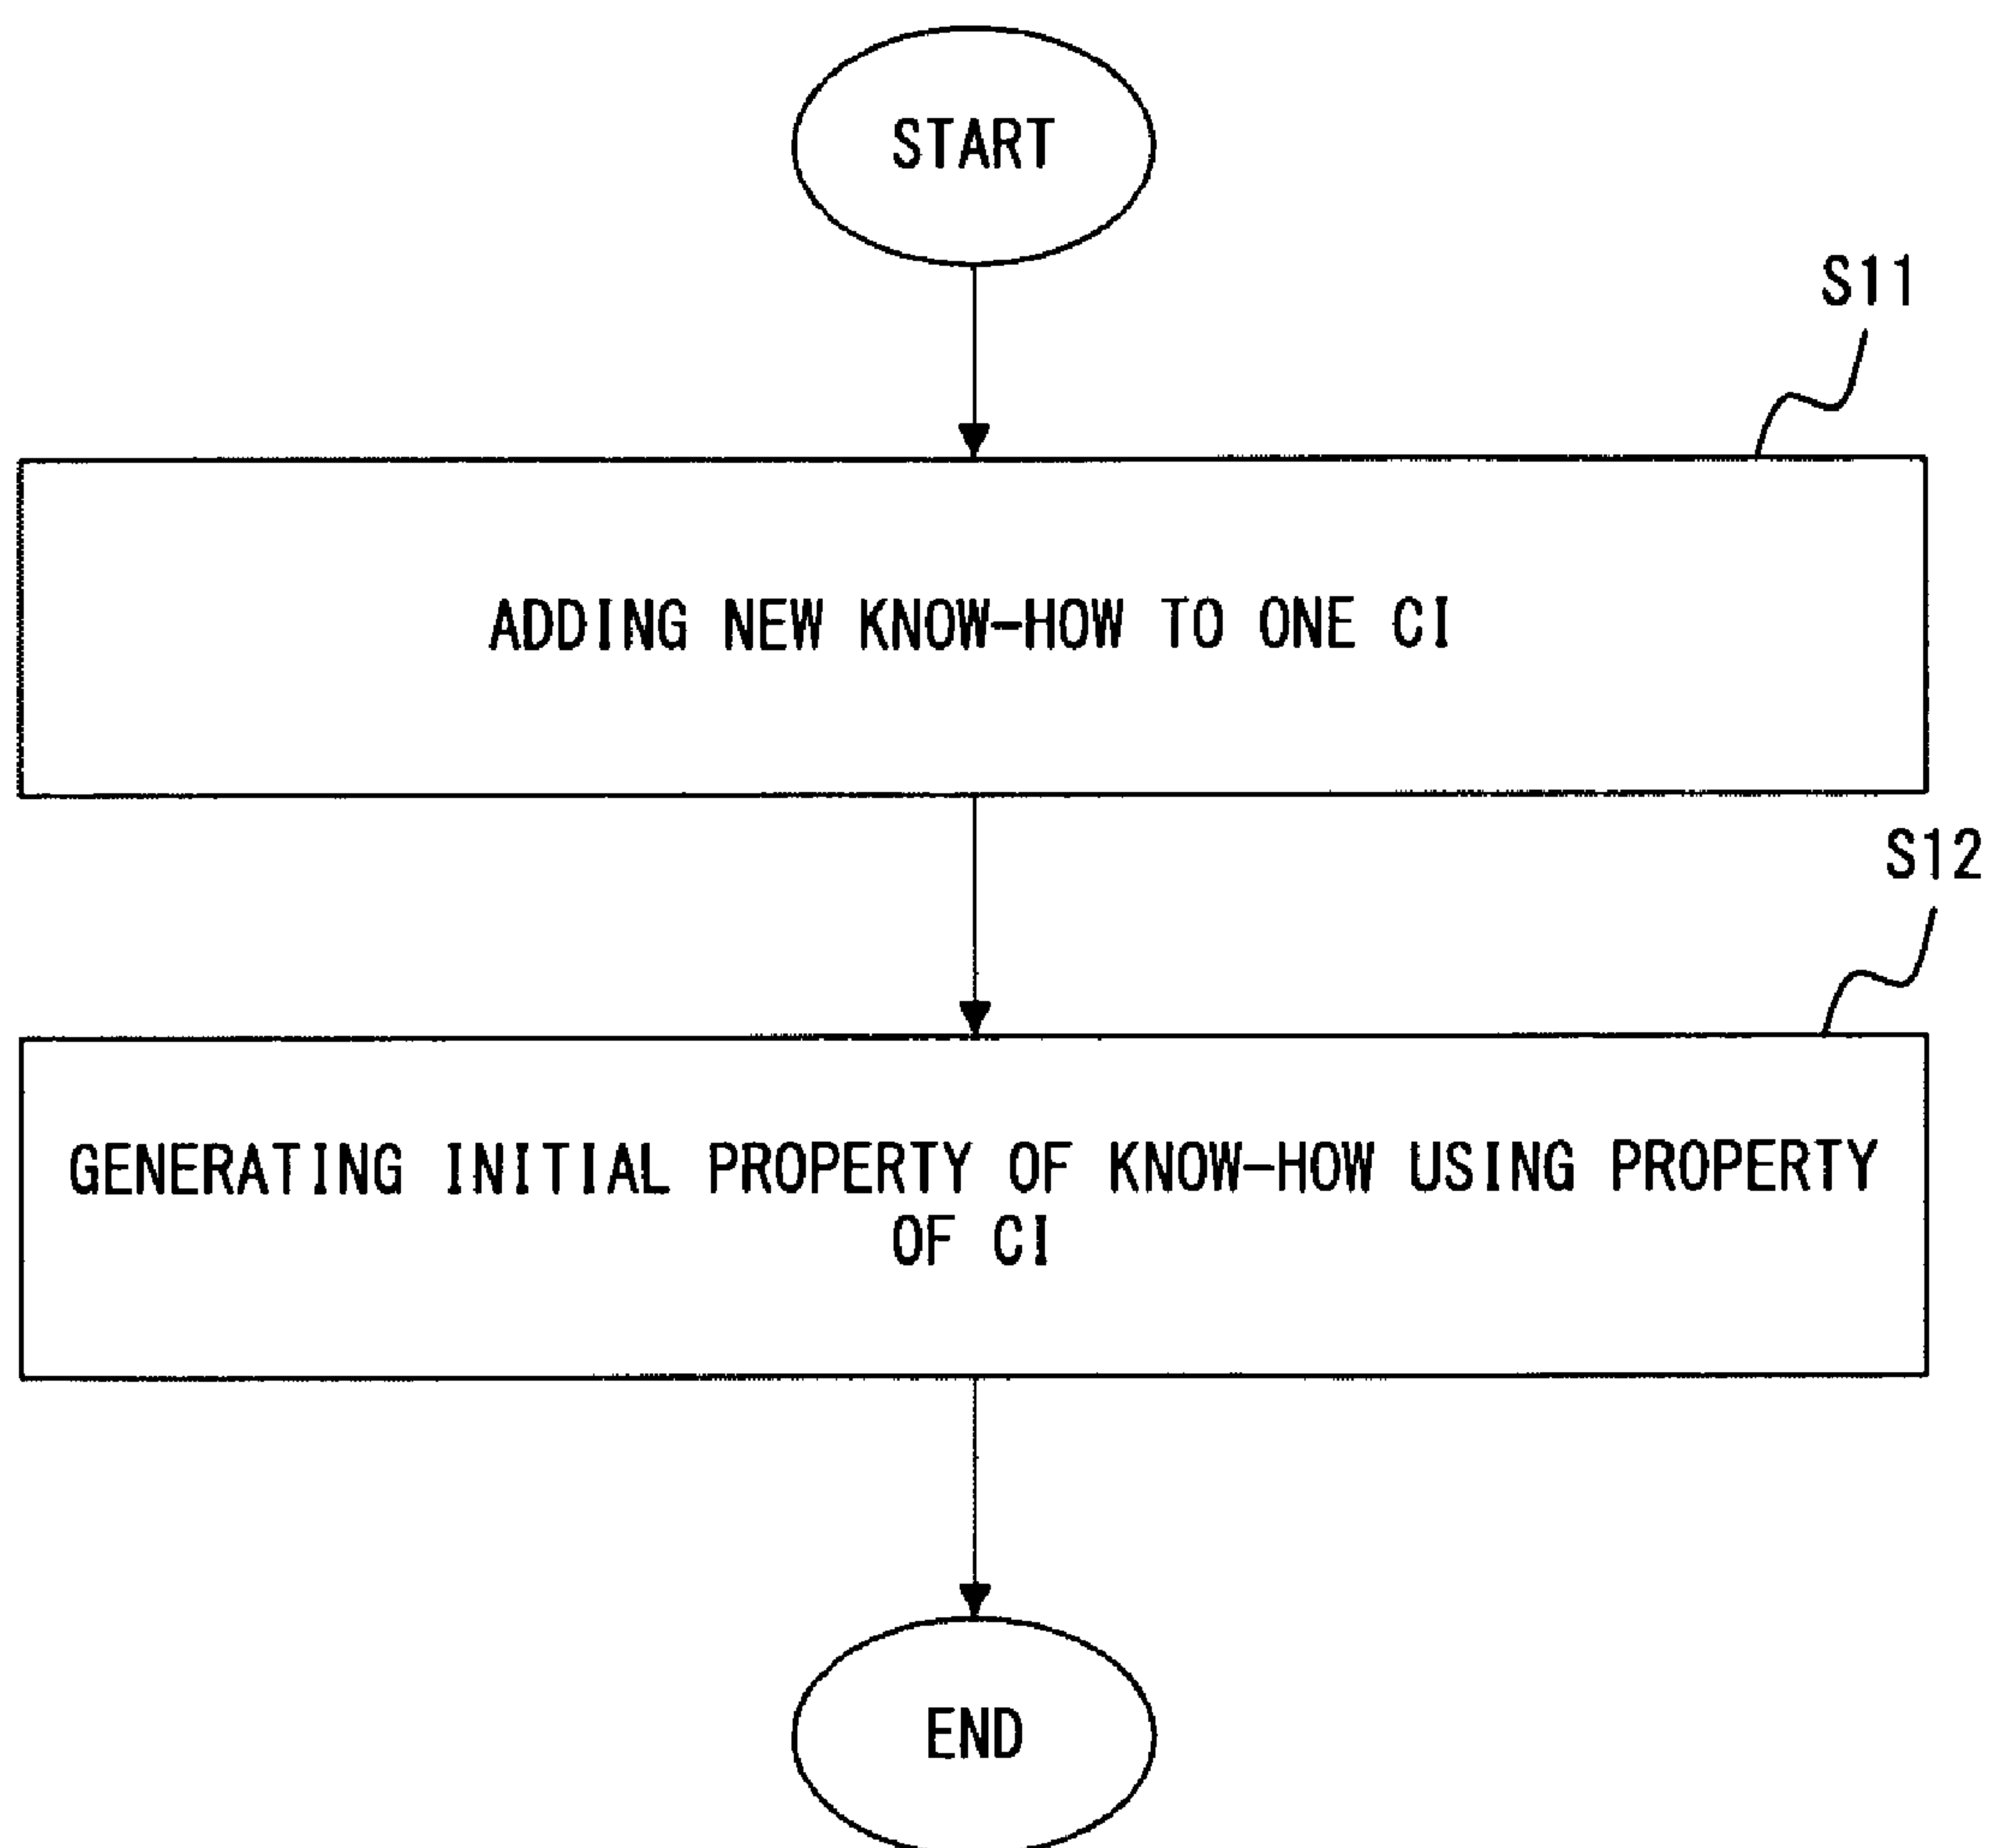 START
S11
ADDING NEW KNOW-HOW TO ONE CI
S12
GENERATING INITIAL PROPERTY OF KNOW-HOW USING PROPERTY
OF CI
END